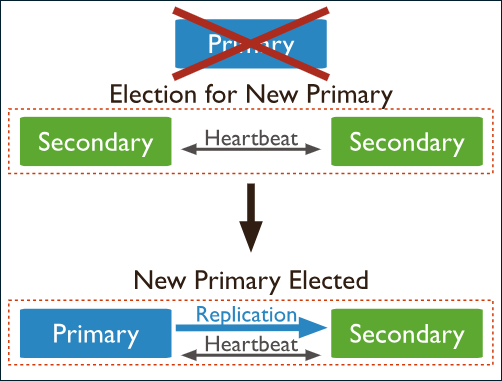 Primary
Election for New Primary
Secondary Heartbeat Secondary
New Primary Elected
Primary Replication Secondary
Heartbeat